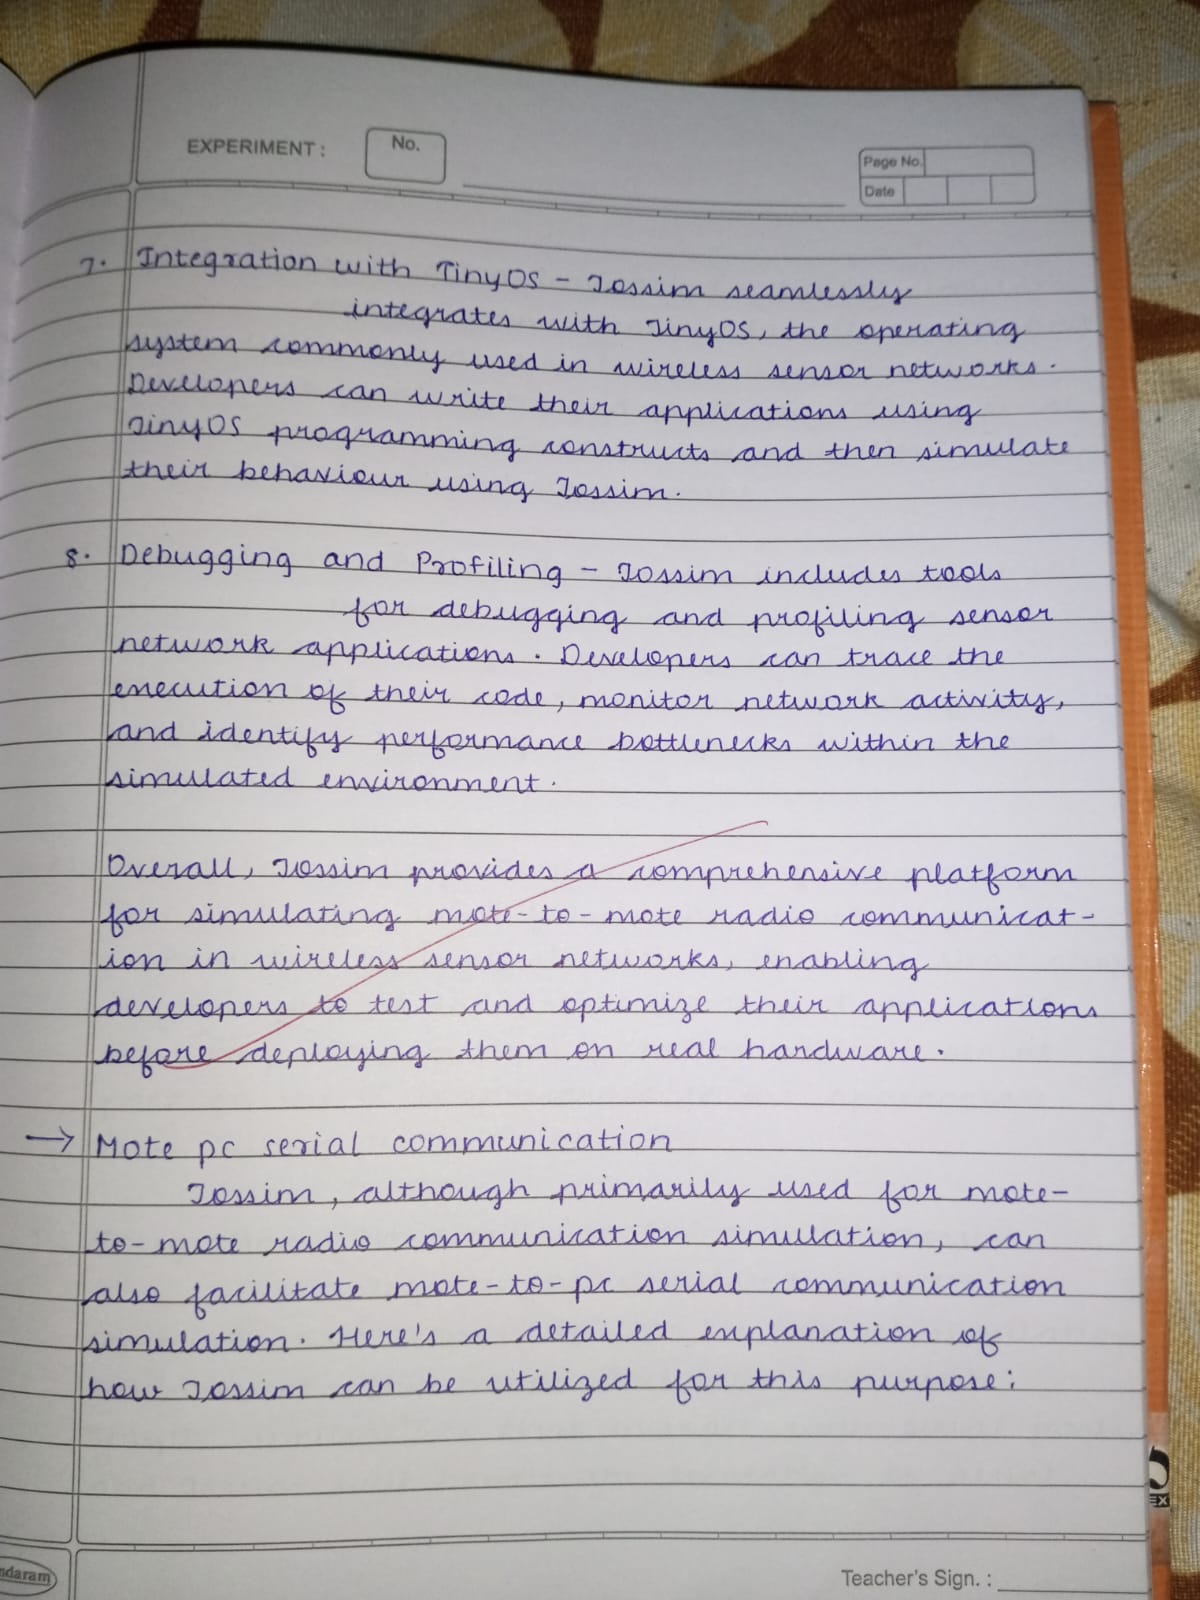 EXPERIMENT :
No.
Page No.
Date
7. Integration with TinyOS - Tossim seamlessly
integrates with TinyOS, the operating
system commonly used in wireless sensor networks.
Developers can write their applications using
TinyOS programming constructs and then simulate
their behaviour using Tossim.
8. Debugging and Profiling - Tossim includes tools
for debugging and profiling sensor
network applications. Developers can trace the
execution of their code, monitor network activity,
and identify performance bottlenecks within the
simulated environment.
Overall, Tossim provides a comprehensive platform
for simulating mote-to-mote radio communicat-
ion in wireless sensor networks, enabling
developers to test and optimize their applications
before deploying them on real hardware.
→ Mote pc serial communication
Tossim, although primarily used for mote-
to-mote radio communication simulation, can
also facilitate mote-to-pc serial communication
simulation. Here's a detailed explanation of
how Tossim can be utilized for this purpose:
ndaram
EX
Teacher's Sign. :